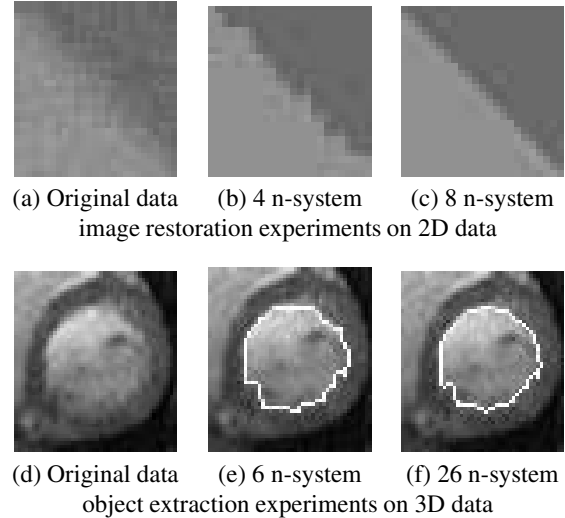 (a) Original data (b) 4 n-system (c) 8 n-system
image restoration experiments on 2D data
(d) Original data (e) 6 n-system (f) 26 n-system
object extraction experiments on 3D data